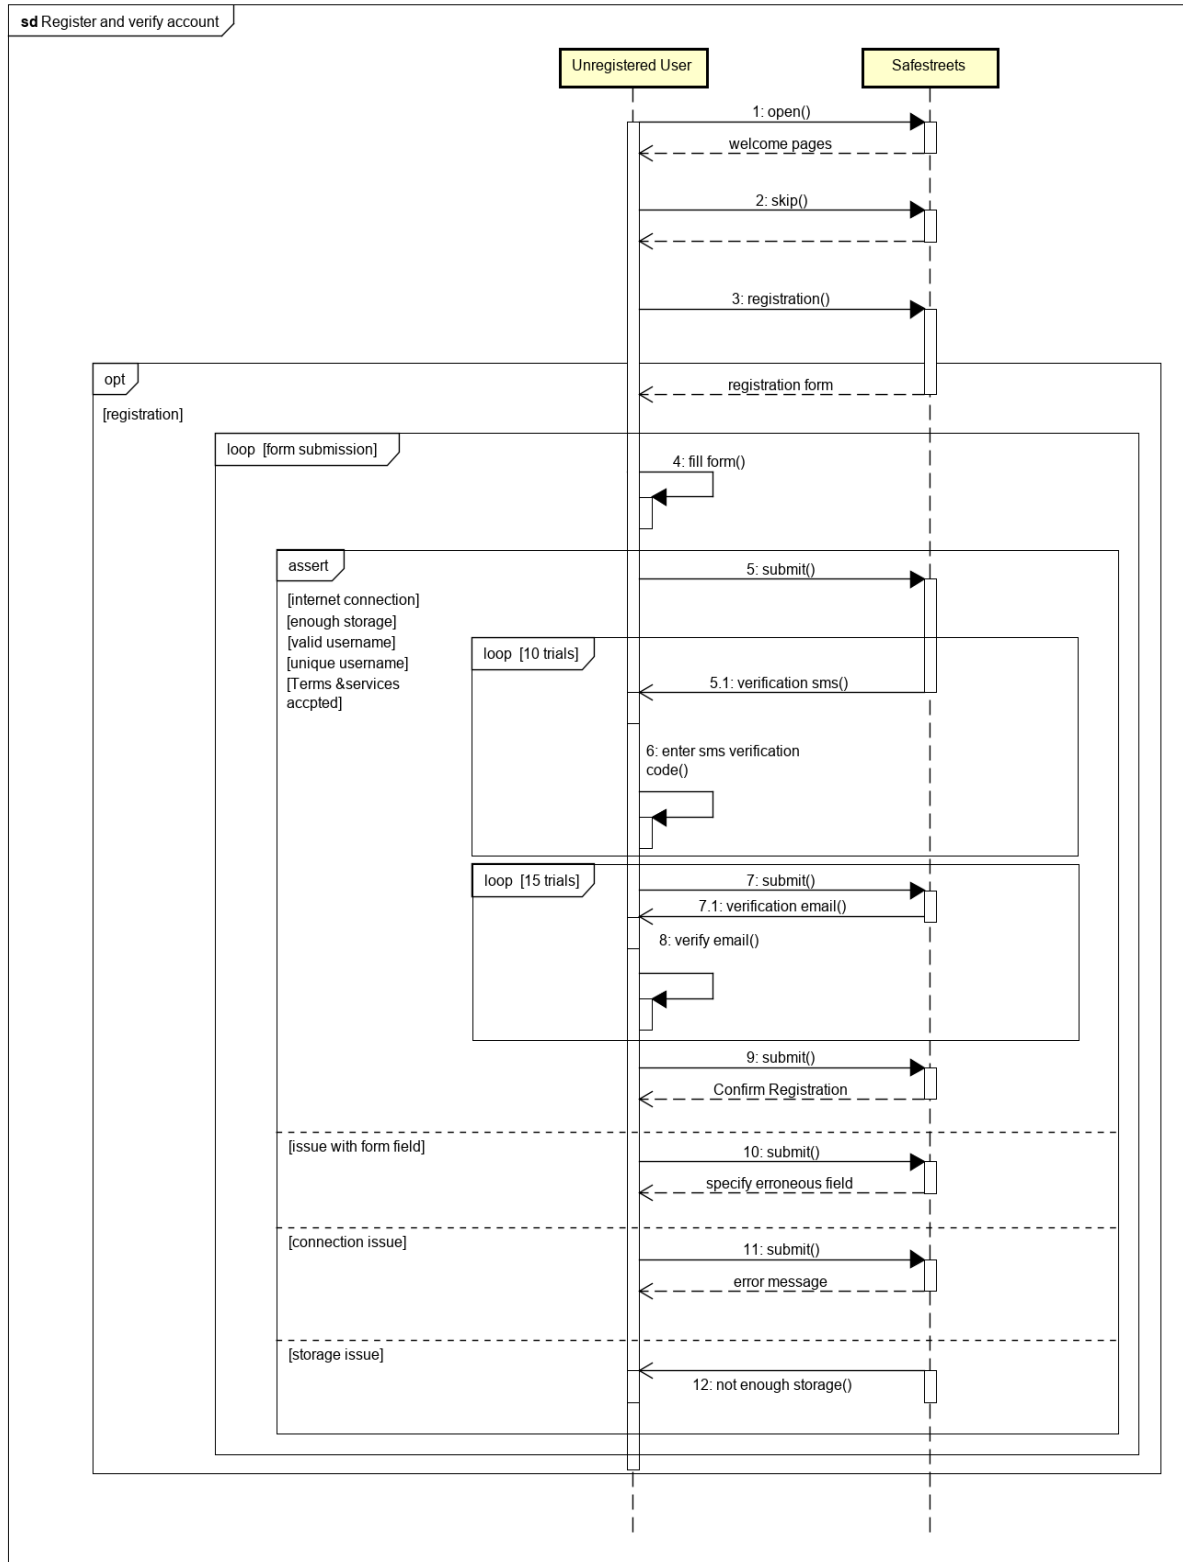 sd Register and verify account
Unregistered User
Safestreets
1: open()
welcome pages
2: skip()
3: registration()
opt
registration form
[registration]
loop [form submission]
4: fill form()
assert
5: submit()
[internet connection]
[enough storage]
[valid username]
[unique username]
[Terms &services
accpted]
loop [10 trials]
5.1: verification sms()
6: enter sms verification
code()
loop [15 trials]
7: submit()
7.1: verification email()
8: verify email()
9: submit()
Confirm Registration
[issue with form field]
10: submit()
specify erroneous field
[connection issue]
11: submit()
error message
[storage issue]
12: not enough storage()